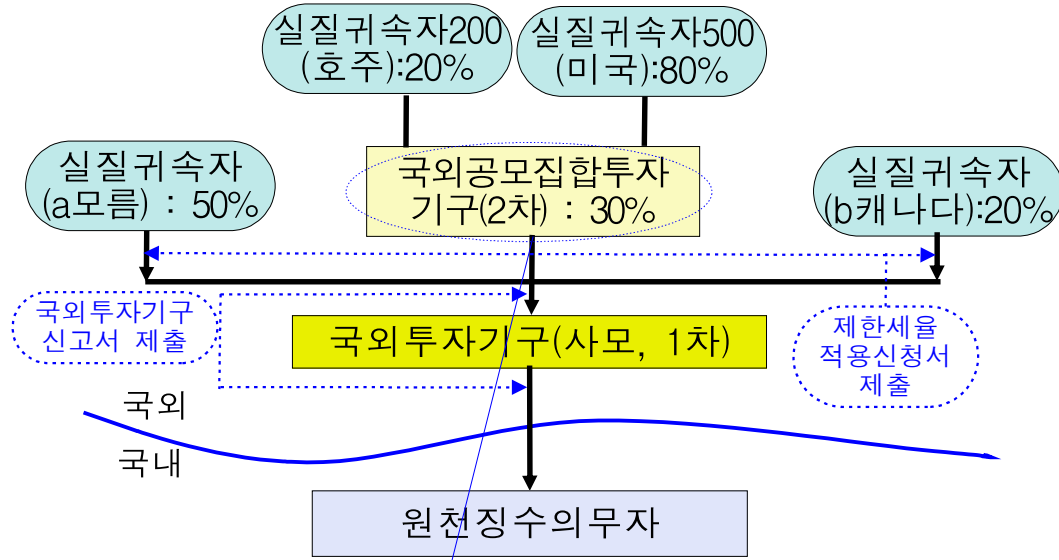 실질귀속자200
(호주):20%
실질귀속자500
(미국):80%
실질귀속자
(a모름) : 50%
국외공모집합투자
기구(2차) : 30%
실질귀속자
(b캐나다):20%
국외투자기구
신고서 제출
국외투자기구(사모, 1차)
제한세율
적용신청서
제출
국외
국내
원천징수의무자